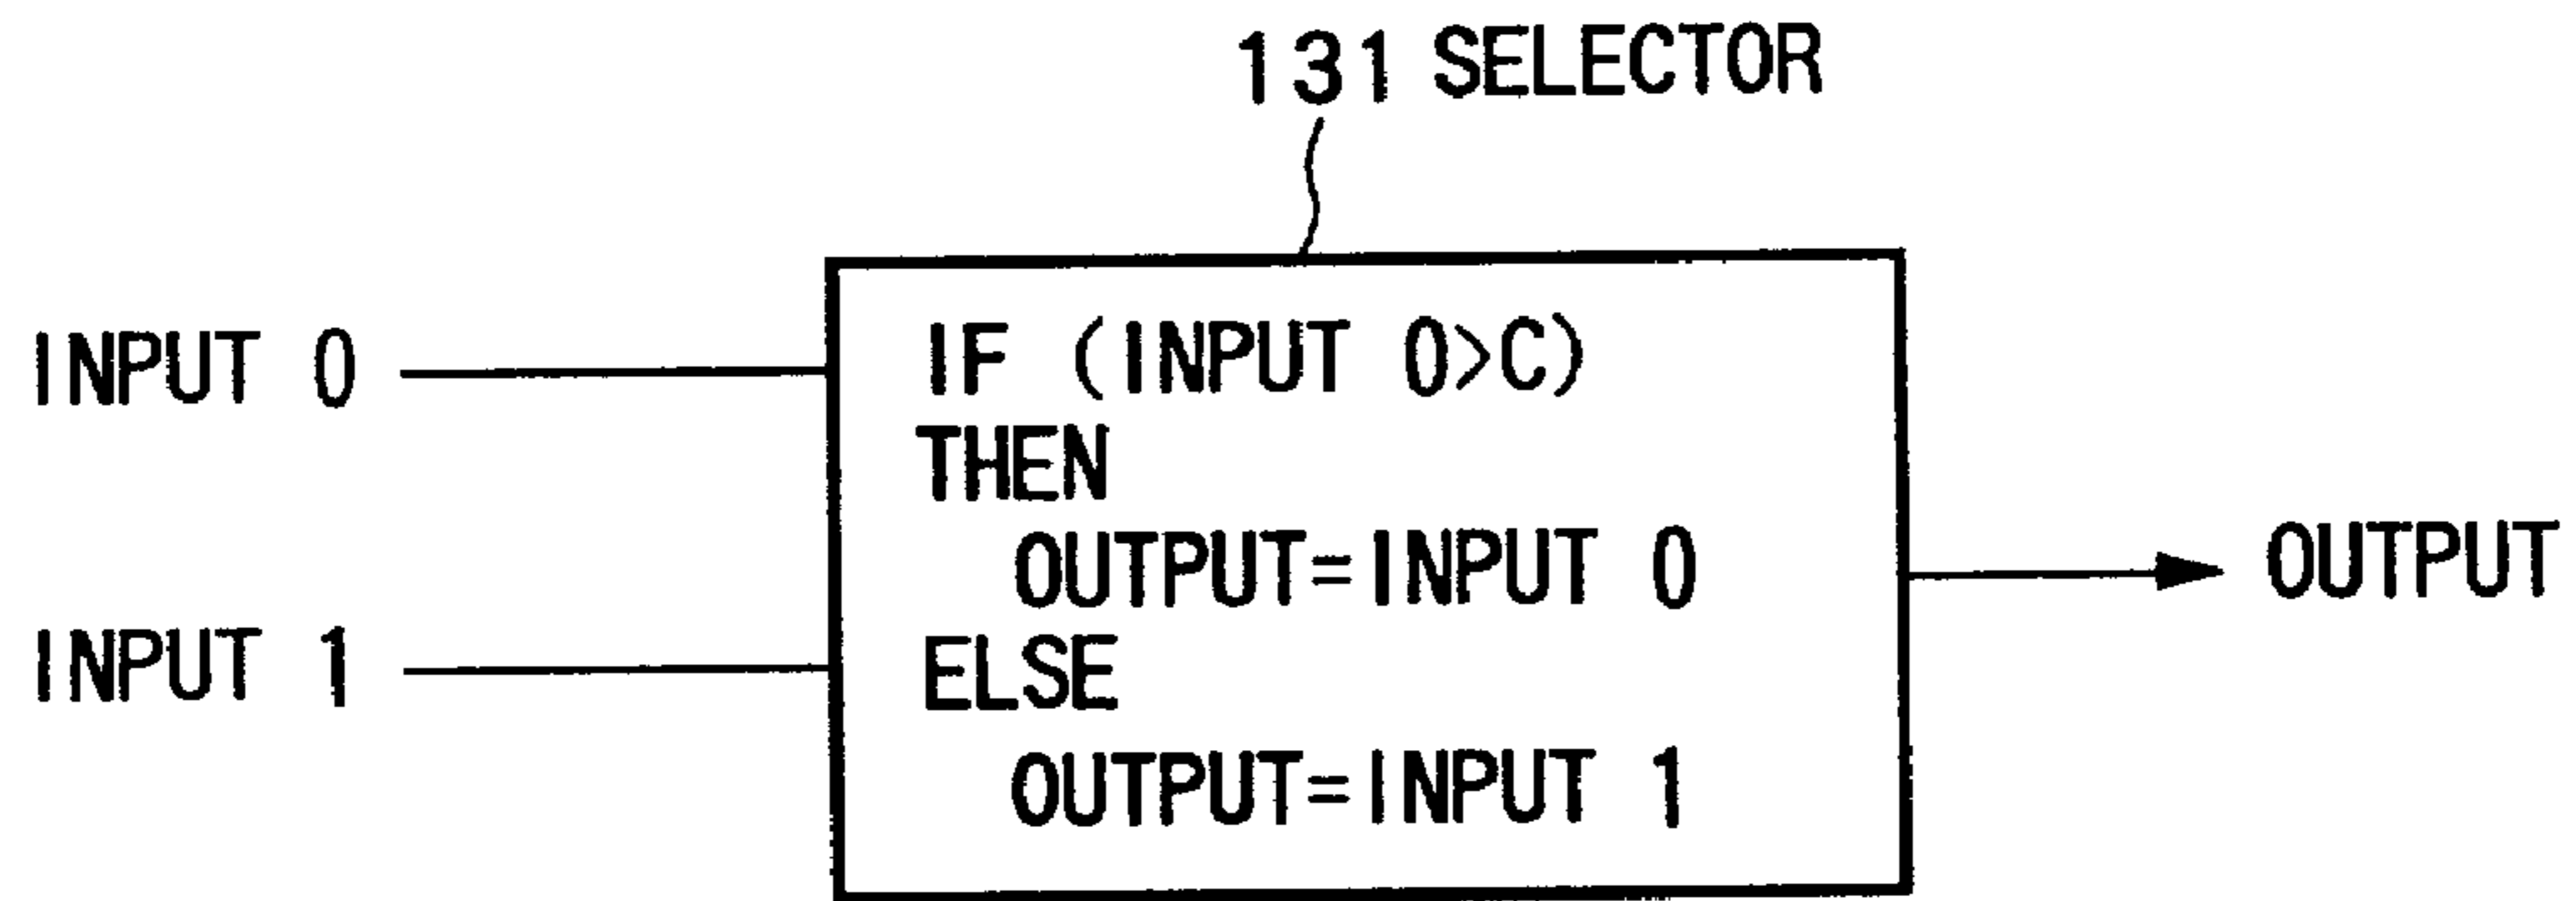 131 SELECTOR
INPUT 0
IF (INPUT 0>C)
THEN
OUTPUT=INPUT 0
OUTPUT
INPUT 1
ELSE
OUTPUT=INPUT 1